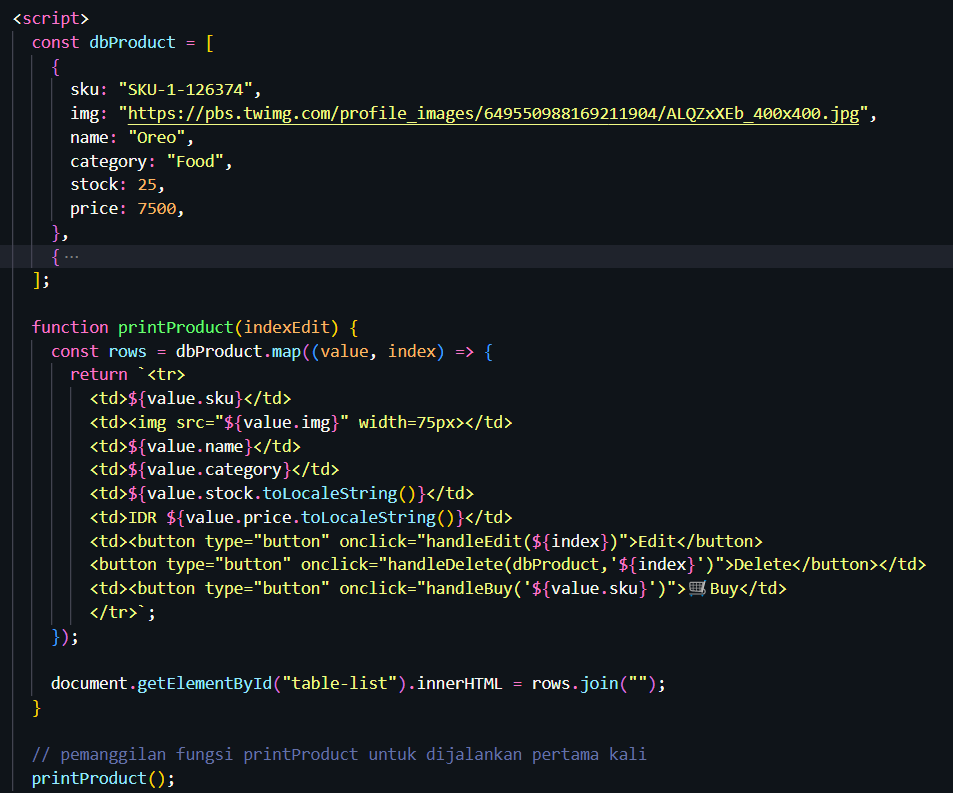 <script>
const dbProduct = [
{
sku: "SKU-1-126374",
img: "https://pbs.twimg.com/profile_images/649550988169211904/ALQZxXEb_400x400.jpg",
name: "Oreo",
category: "Food",
stock: 25,
price: 7500,
},
{ ···
];
function printProduct(indexEdit) {
const rows = dbProduct.map((value, index) => {
return `<tr>
<td>${value.sku}</td>
<td><img src="${value.img}" width=75px></td>
<td>${value.name}</td>
<td>${value.category}</td>
<td>${value.stock.toLocaleString()}</td>
<td>IDR ${value.price.toLocaleString()}</td>
<td><button type="button" onclick="handleEdit(${index})">Edit</button>
<button type="button" onclick="handleDelete(dbProduct,'${index}')">Delete</button></td>
<td><button type="button" onclick="handleBuy('${value.sku}')">🛒Buy</td>
</tr>`;
});
document.getElementById("table-list").innerHTML = rows.join("");
}
// pemanggilan fungsi printProduct untuk dijalankan pertama kali
printProduct();